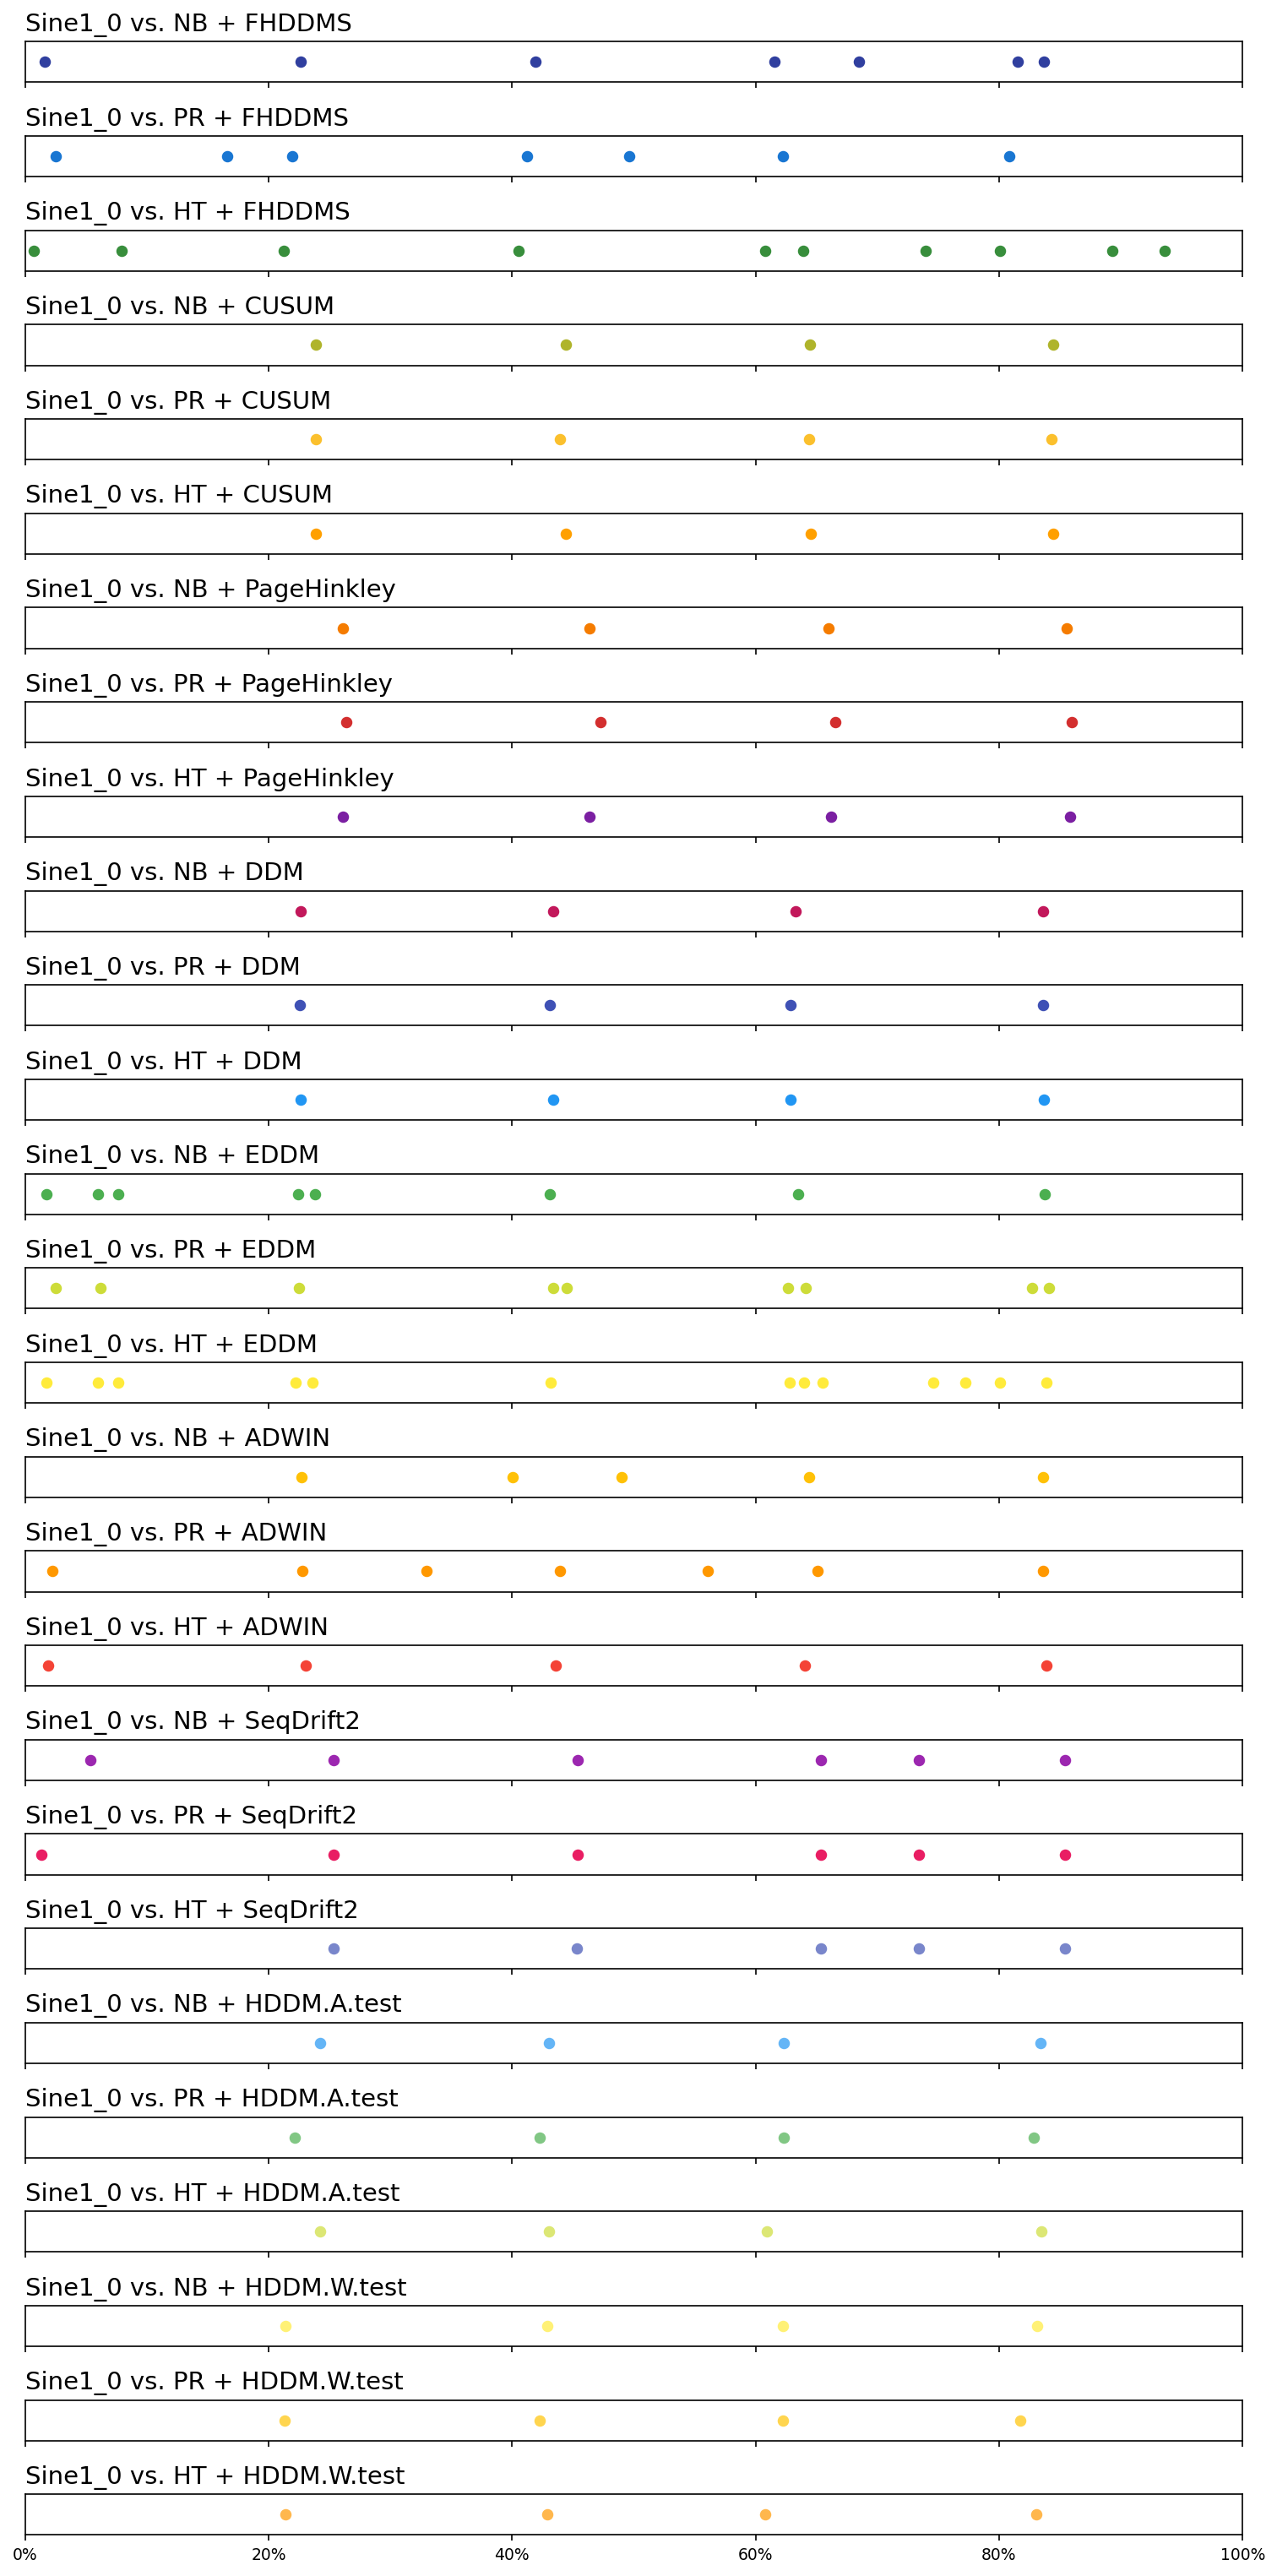 Sine1_0 vs. NB + FHDDMS
Sine1_0 vs. PR + FHDDMS
Sine1_0 vs. HT + FHDDMS
Sine1_0 vs. NB + CUSUM
Sine1_0 vs. PR + CUSUM
Sine1_0 vs. HT + CUSUM
Sine1_0 vs. NB + PageHinkley
Sine1_0 vs. PR + PageHinkley
Sine1_0 vs. HT + PageHinkley
Sine1_0 vs. NB + DDM
Sine1_0 vs. PR + DDM
Sine1_0 vs. HT + DDM
Sine1_0 vs. NB + EDDM
Sine1_0 vs. PR + EDDM
Sine1_0 vs. HT + EDDM
Sine1_0 vs. NB + ADWIN
Sine1_0 vs. PR + ADWIN
Sine1_0 vs. HT + ADWIN
Sine1_0 vs. NB + SeqDrift2
Sine1_0 vs. PR + SeqDrift2
Sine1_0 vs. HT + SeqDrift2
Sine1_0 vs. NB + HDDM.A.test
Sine1_0 vs. PR + HDDM.A.test
Sine1_0 vs. HT + HDDM.A.test
Sine1_0 vs. NB + HDDM.W.test
Sine1_0 vs. PR + HDDM.W.test
Sine1_0 vs. HT + HDDM.W.test
0% 20% 40% 60% 80% 100%